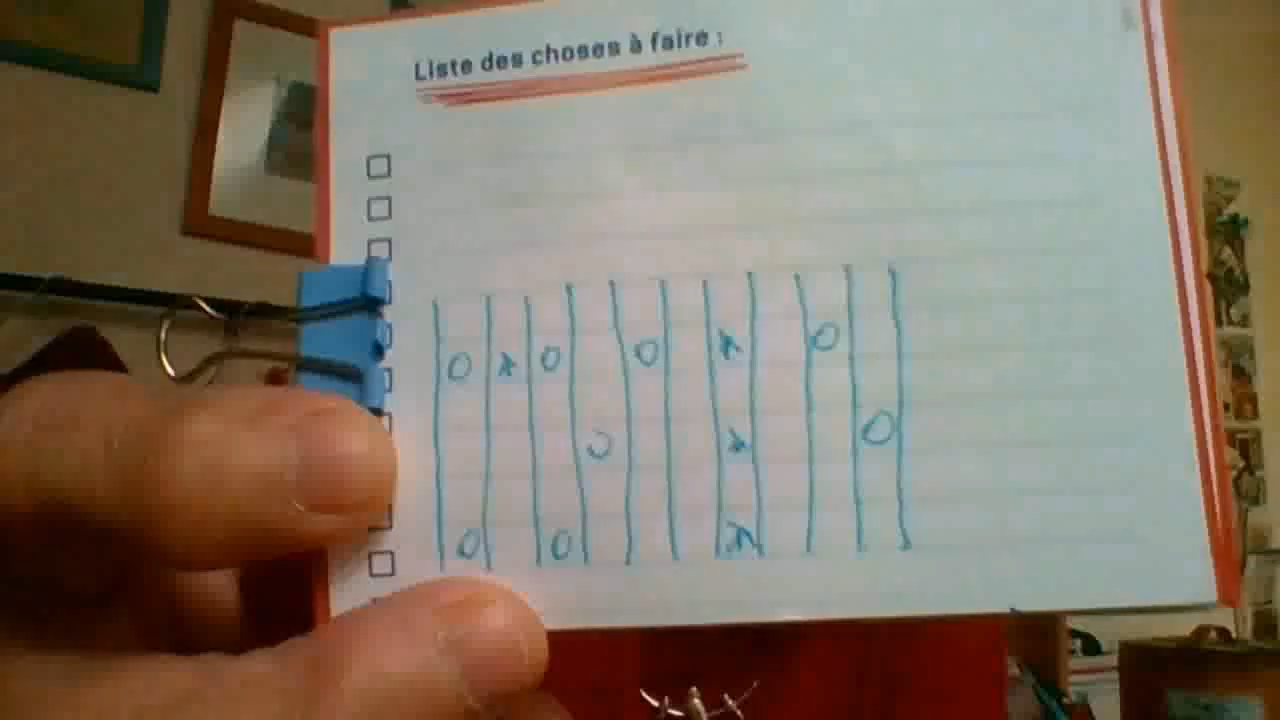 Liste des choses à faire :
O x O O x O
O x O
O O x